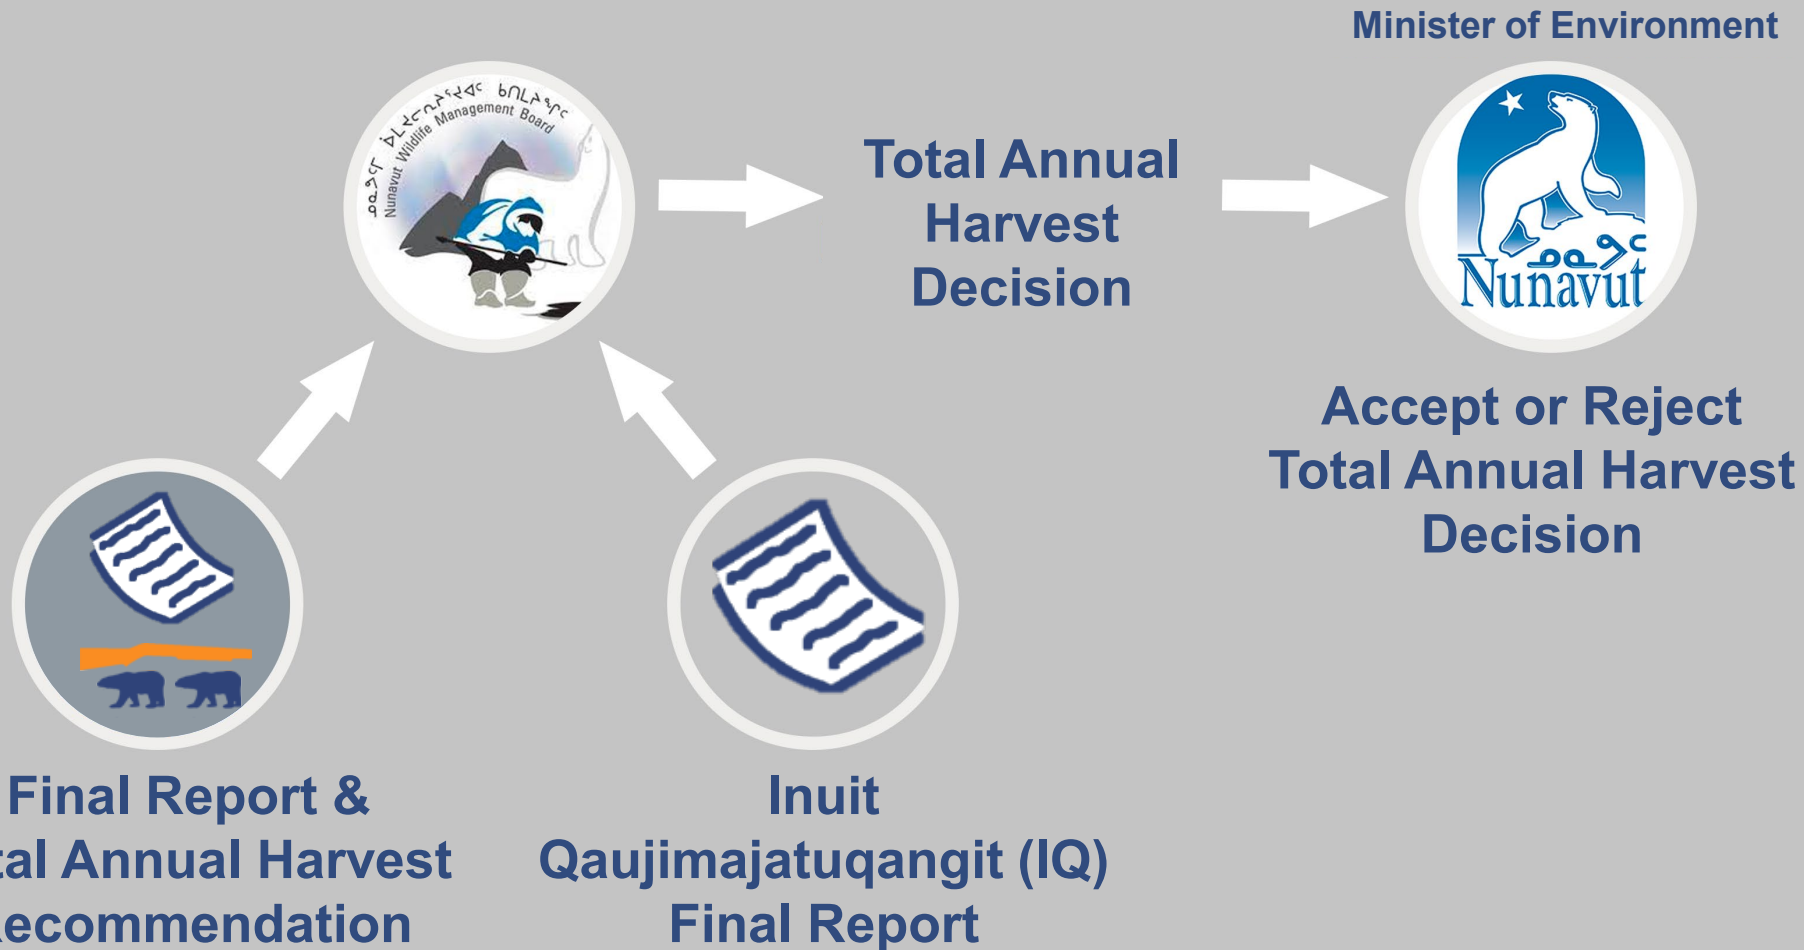 Minister of Environment
ᓄᓇᕗᒻᒥ
Nunavut Wildlife Management Board
Total Annual
Harvest
Decision
ᓄᓇᕗᑦ
Nunavut
Accept or Reject
Total Annual Harvest
Decision
Final Report &
tal Annual Harvest
ecommendation
Inuit
Qaujimajatuqangit (IQ)
Final Report